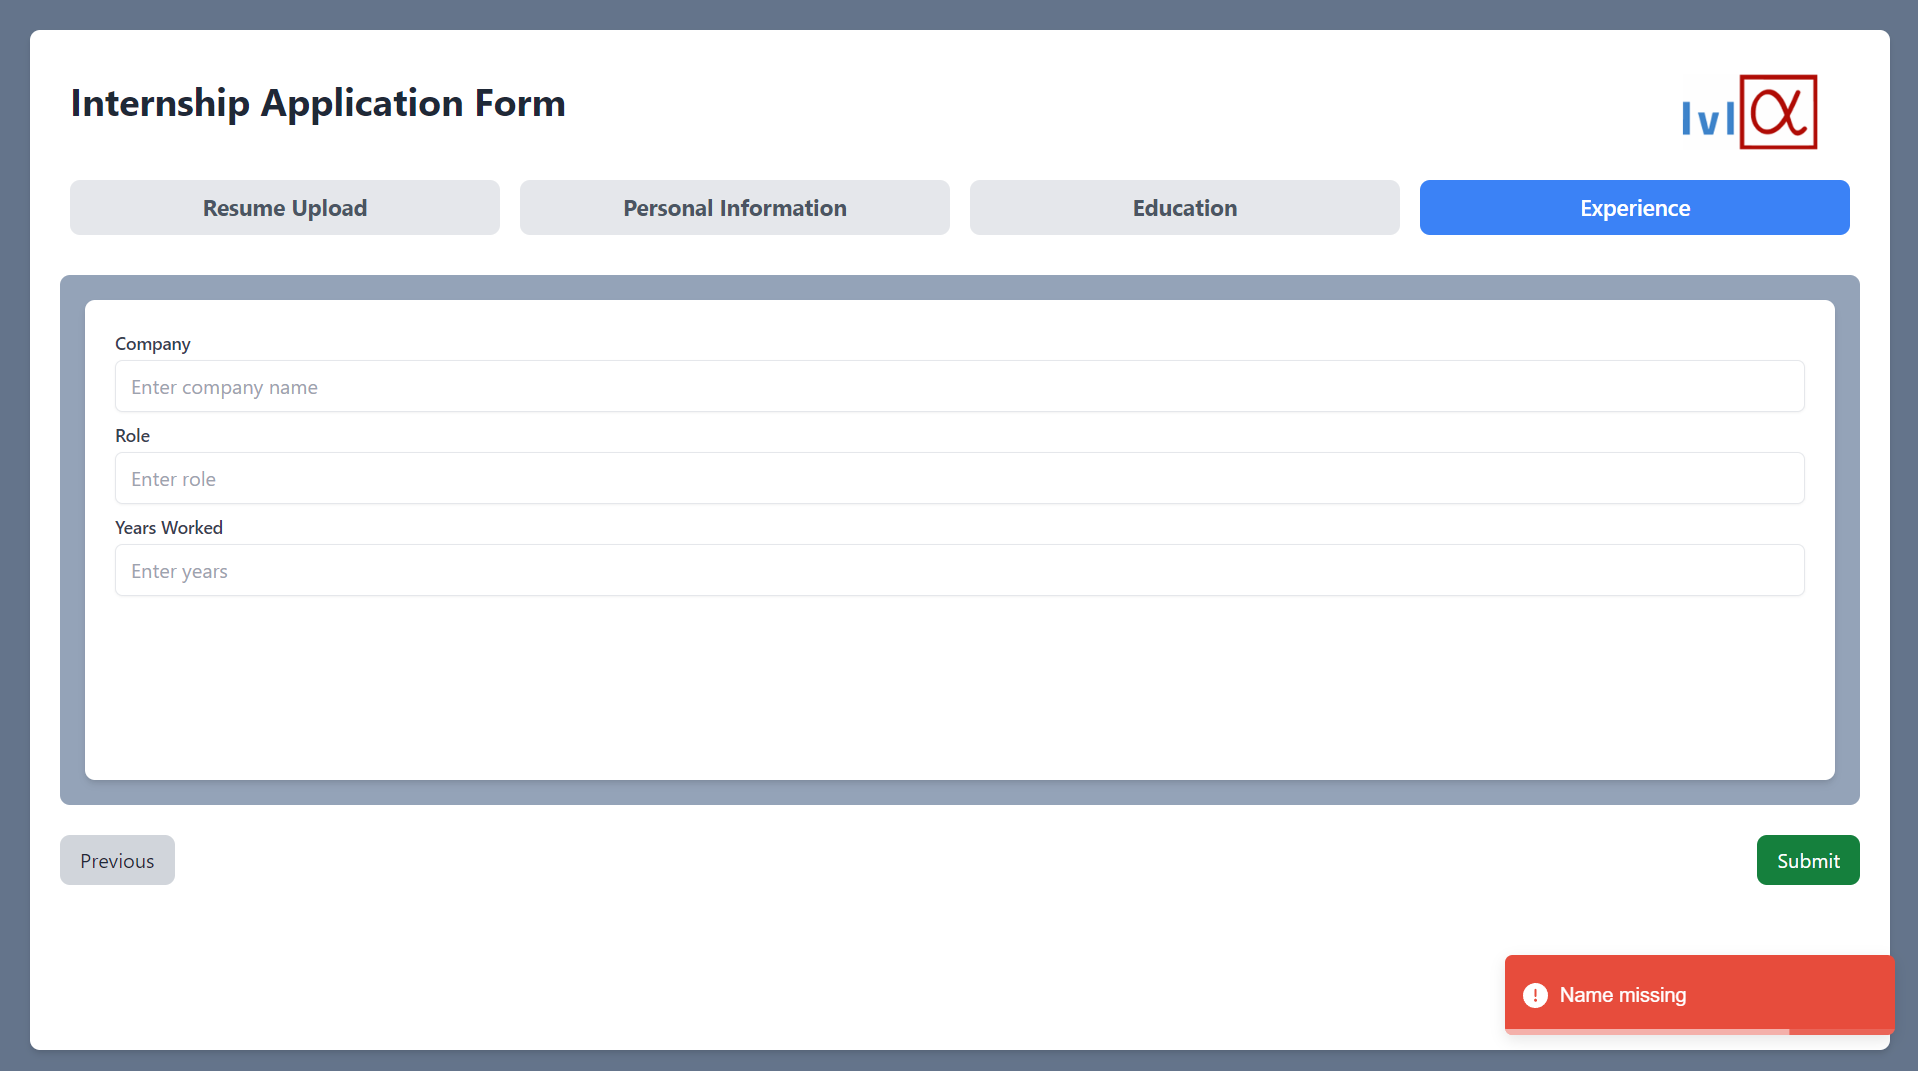 Internship Application Form
lvlα
Resume Upload
Personal Information
Education
Experience
Company
Enter company name
Role
Enter role
Years Worked
Enter years
Previous
Submit
Name missing